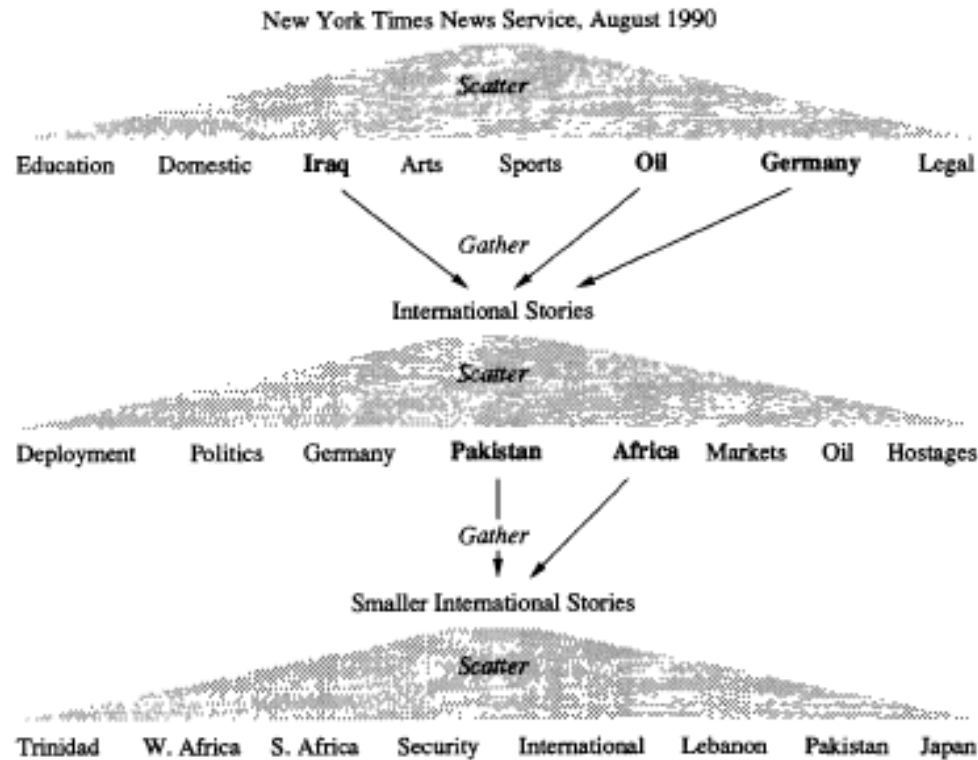 New York Times News Service, August 1990
Scatter
Education Domestic Iraq Arts Sports Oil Germany Legal
Gather
International Stories
Scatter
Deployment Politics Germany Pakistan Africa Markets Oil Hostages
Gather
Smaller International Stories
Scatter
Trinidad W. Africa S. Africa Security International Lebanon Pakistan Japan